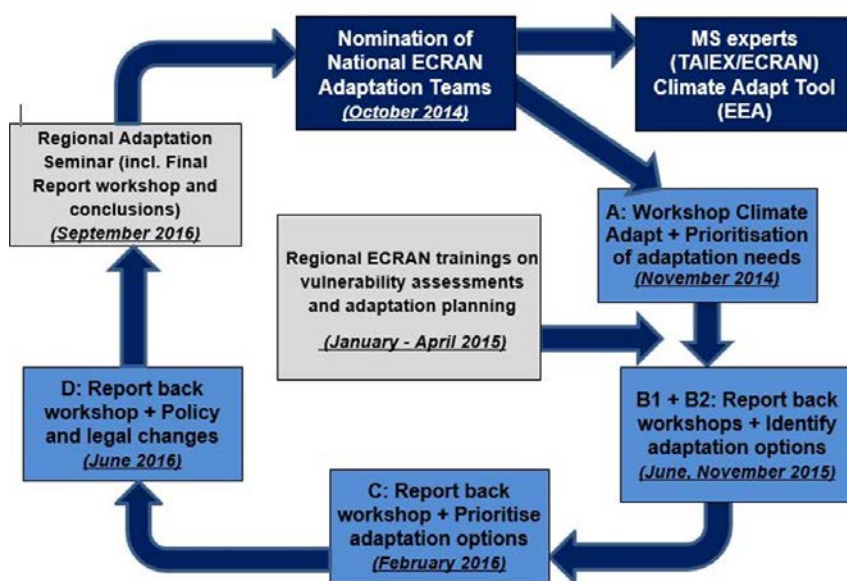 Nomination of
National ECRAN
Adaptation Teams
(October 2014)
MS experts
(TAIEX/ECRAN)
Climate Adapt Tool
(EEA)
Regional Adaptation
Seminar (incl. Final
Report workshop and
conclusions)
(September 2016)
A: Workshop Climate
Adapt + Prioritisation
of adaptation needs
(November 2014)
Regional ECRAN trainings on
vulnerability assessments
and adaptation planning
(January - April 2015)
D: Report back
workshop + Policy
and legal changes
(June 2016)
B1 + B2: Report back
workshops + Identify
adaptation options
(June, November 2015)
C: Report back
workshop + Prioritise
adaptation options
(February 2016)